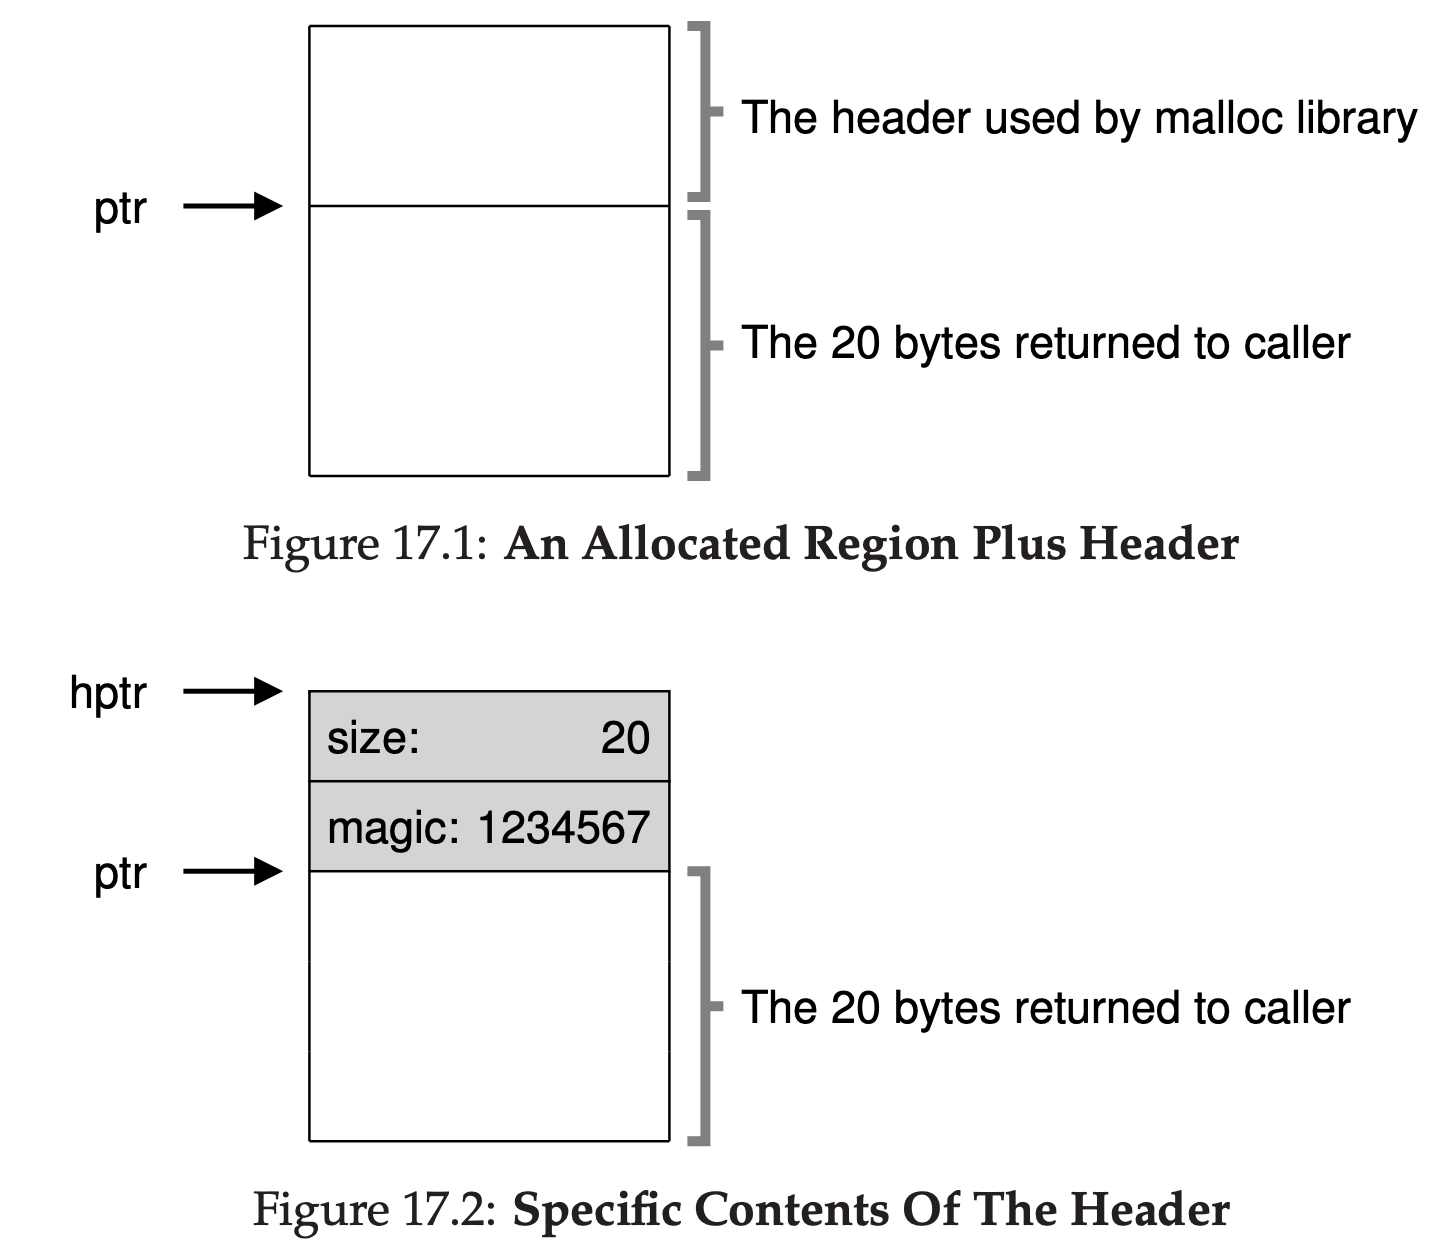 The header used by malloc library
ptr
The 20 bytes returned to caller
Figure 17.1: An Allocated Region Plus Header
hptr
size: 20
magic: 1234567
ptr
The 20 bytes returned to caller
Figure 17.2: Specific Contents Of The Header